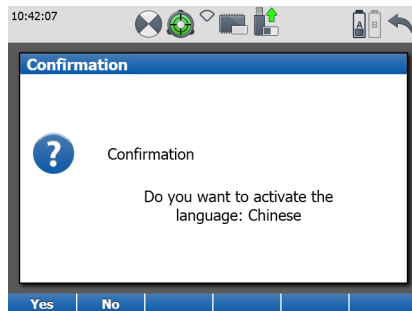 10:42:07
A B
Confirmation
?
Confirmation
Do you want to activate the
language: Chinese
Yes No